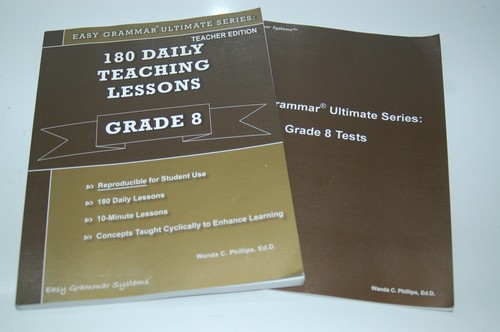 EASY GRAMMAR® ULTIMATE SERIES:
TEACHER EDITION
180 DAILY
TEACHING
LESSONS
GRADE 8
Reproducible for Student Use
180 Daily Lessons
10-Minute Lessons
Concepts Taught Cyclically to Enhance Learning
Wanda C. Phillips, Ed.D.
Easy Grammar Systems™
Systems™
rammar® Ultimate Series:
Grade 8 Tests
Wanda C. Phillips, Ed.D.